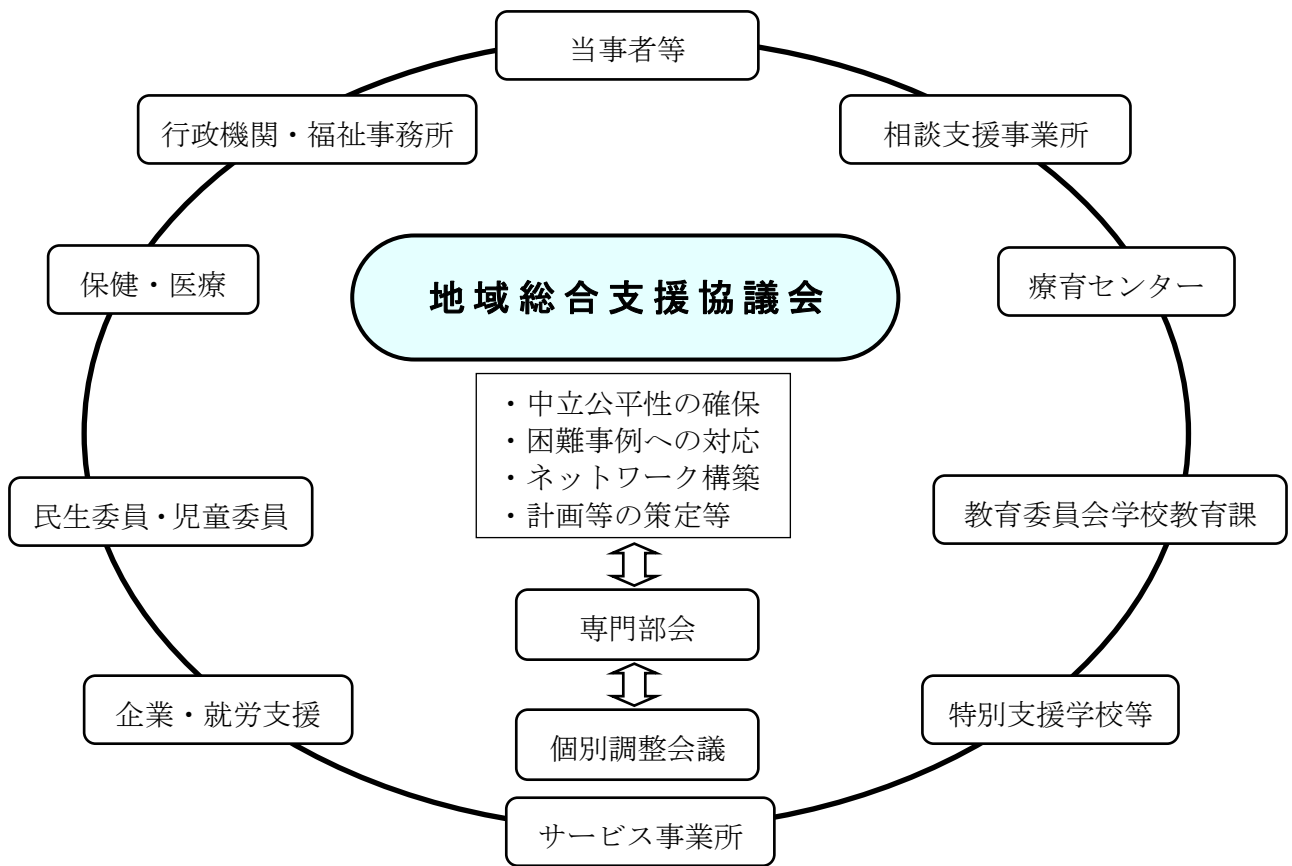 当事者等
行政機関・福祉事務所
相談支援事業所
保健・医療
地域総合支援協議会
療育センター
・中立公平性の確保
・困難事例への対応
・ネットワーク構築
・計画等の策定等
民生委員・児童委員
教育委員会学校教育課
専門部会
企業・就労支援
特別支援学校等
個別調整会議
サービス事業所